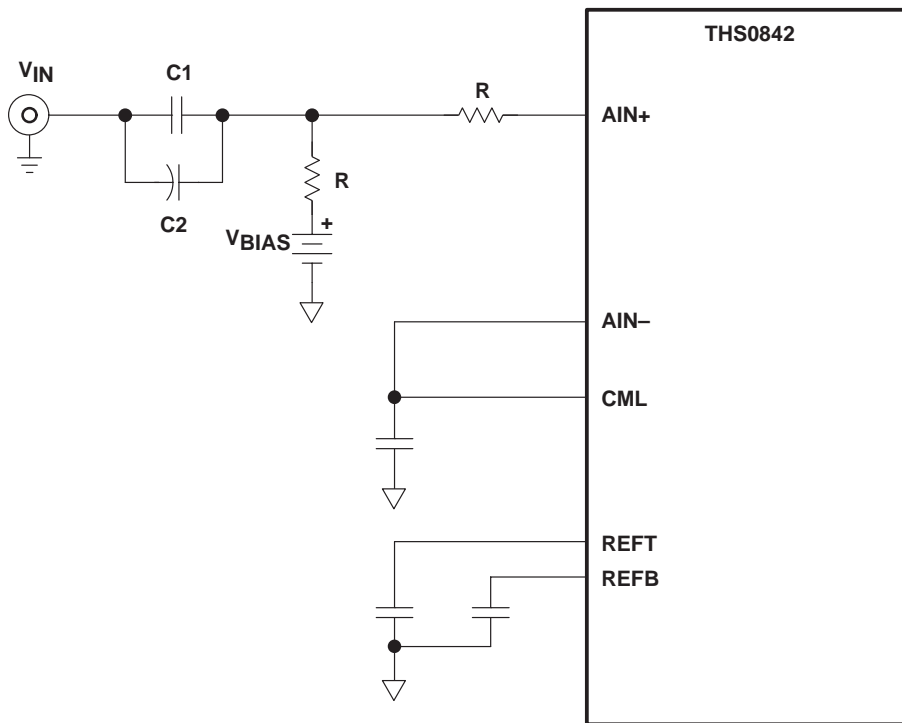 THS0842
VIN
C1
R
AIN+
R
C2
+
VBIAS
AIN–
CML
REFT
REFB